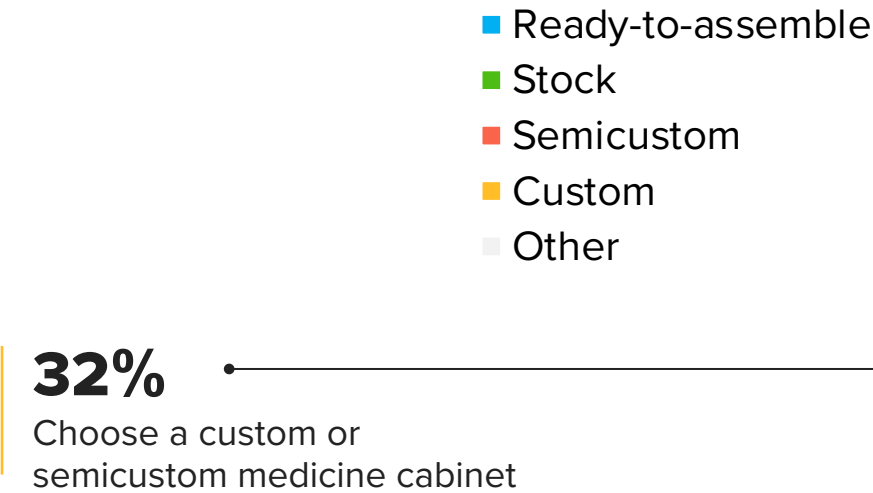 Ready-to-assemble
Stock
Semicustom
Custom
Other
32%
Choose a custom or
semicustom medicine cabinet